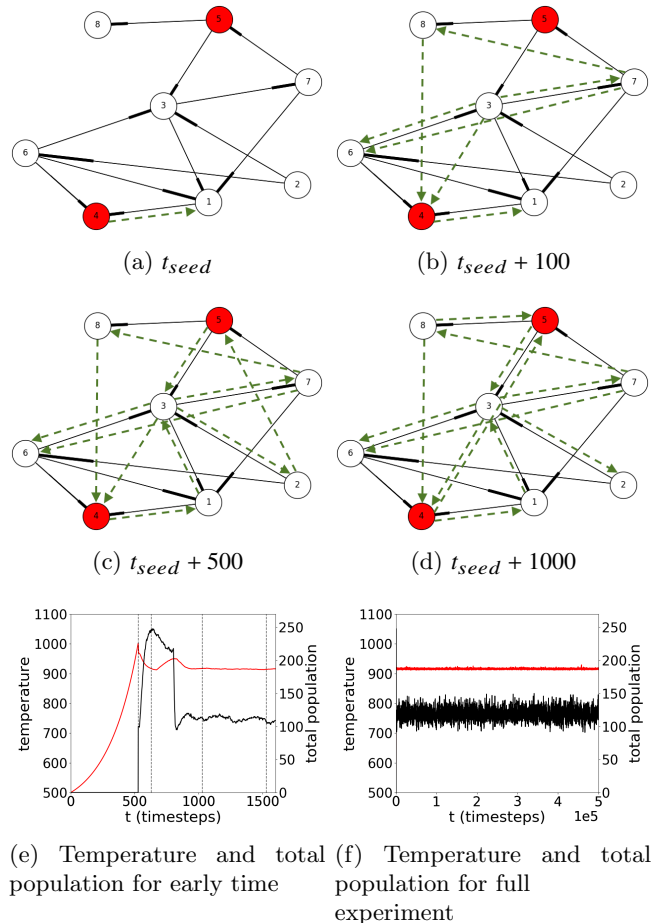 8 5 7 3 6 2 1 4
8 5 7 3 6 2 1 4
(a) t_seed (b) t_seed + 100
8 5 7 3 6 2 1 4
8 5 7 3 6 2 1 4
(c) t_seed + 500 (d) t_seed + 1000
1100
1000
900
800
700
600
500
temperature
250
200
150
100
50
0
total population
0 500 1000 1500
t (timesteps)
1100
1000
900
800
700
600
500
temperature
250
200
150
100
50
0
total population
0 1 2 3 4 5
1e5
t (timesteps)
(e) Temperature and total
population for early time
(f) Temperature and total
population for full
experiment